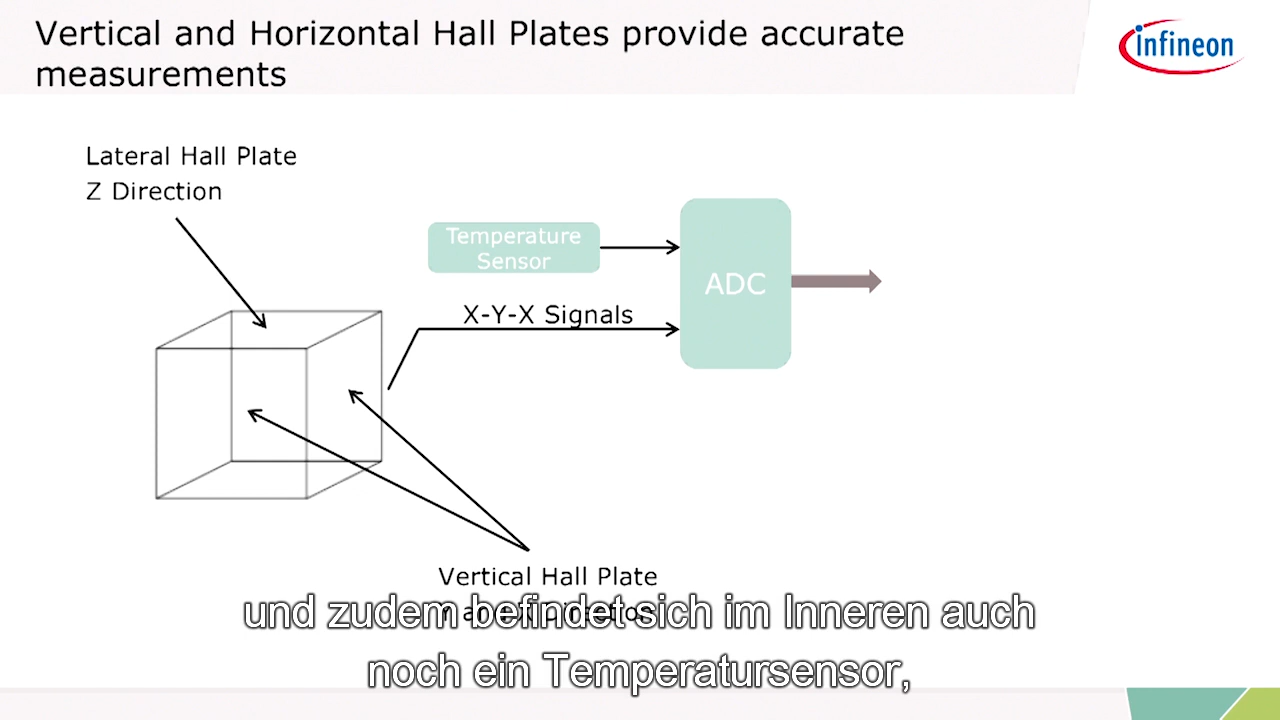 Vertical and Horizontal Hall Plates provide accurate
measurements
infineon
Lateral Hall Plate
Z Direction
Temperature
Sensor
ADC
X-Y-X Signals
Vertical Hall Plate
und zudem befindet sich im Inneren auch
noch ein Temperatursensor,